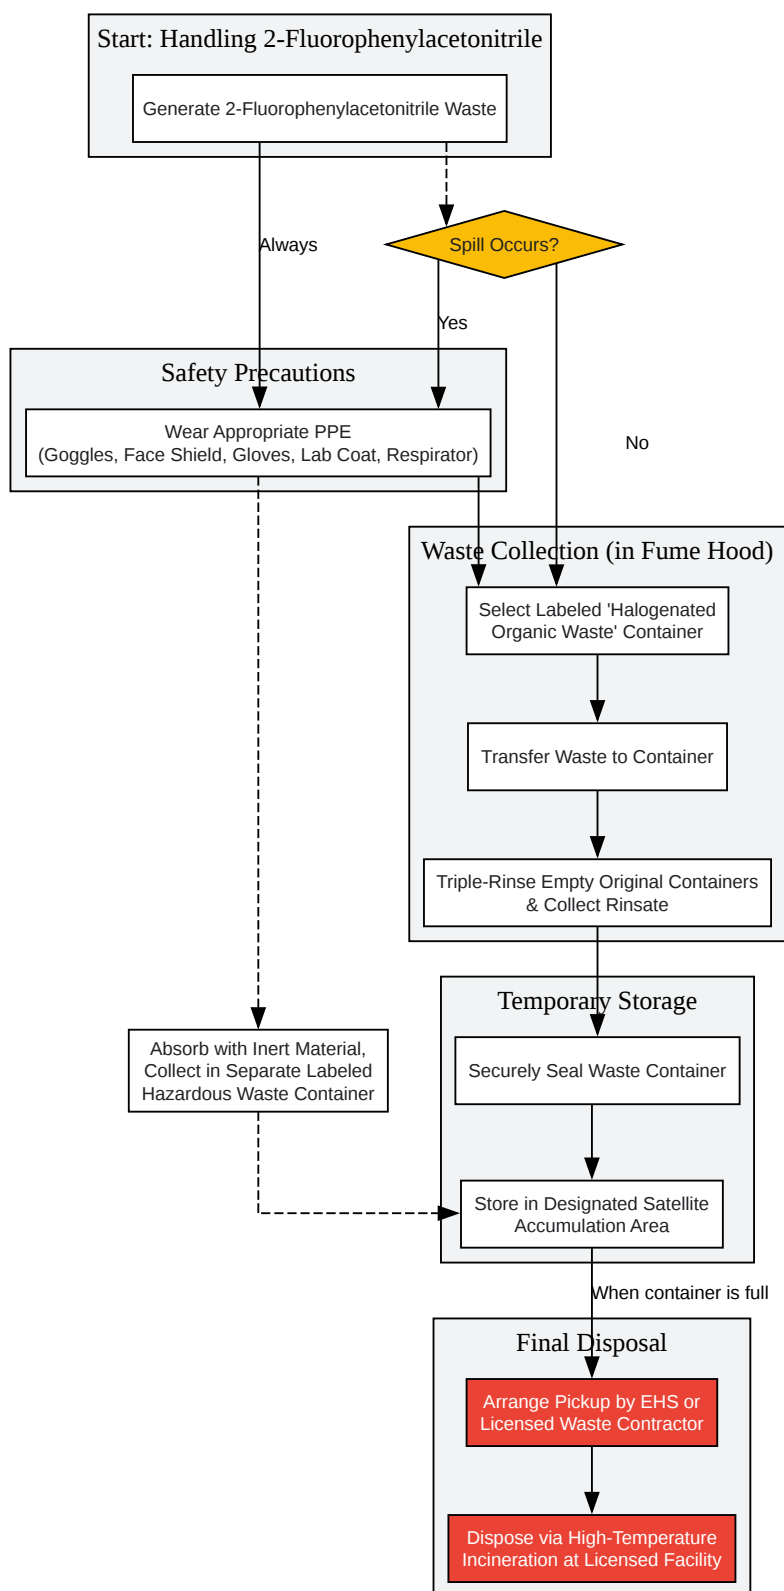 Start: Handling 2-Fluorophenylacetonitrile
Generate 2-Fluorophenylacetonitrile Waste
Always
Spill Occurs?
Yes
Safety Precautions
Wear Appropriate PPE
(Goggles, Face Shield, Gloves, Lab Coat, Respirator)
No
Waste Collection (in Fume Hood)
Select Labeled 'Halogenated
Organic Waste' Container
Transfer Waste to Container
Triple-Rinse Empty Original Containers
& Collect Rinsate
Temporary Storage
Absorb with Inert Material,
Collect in Separate Labeled
Hazardous Waste Container
Securely Seal Waste Container
Store in Designated Satellite
Accumulation Area
When container is full
Final Disposal
Arrange Pickup by EHS or
Licensed Waste Contractor
Dispose via High-Temperature
Incineration at Licensed Facility